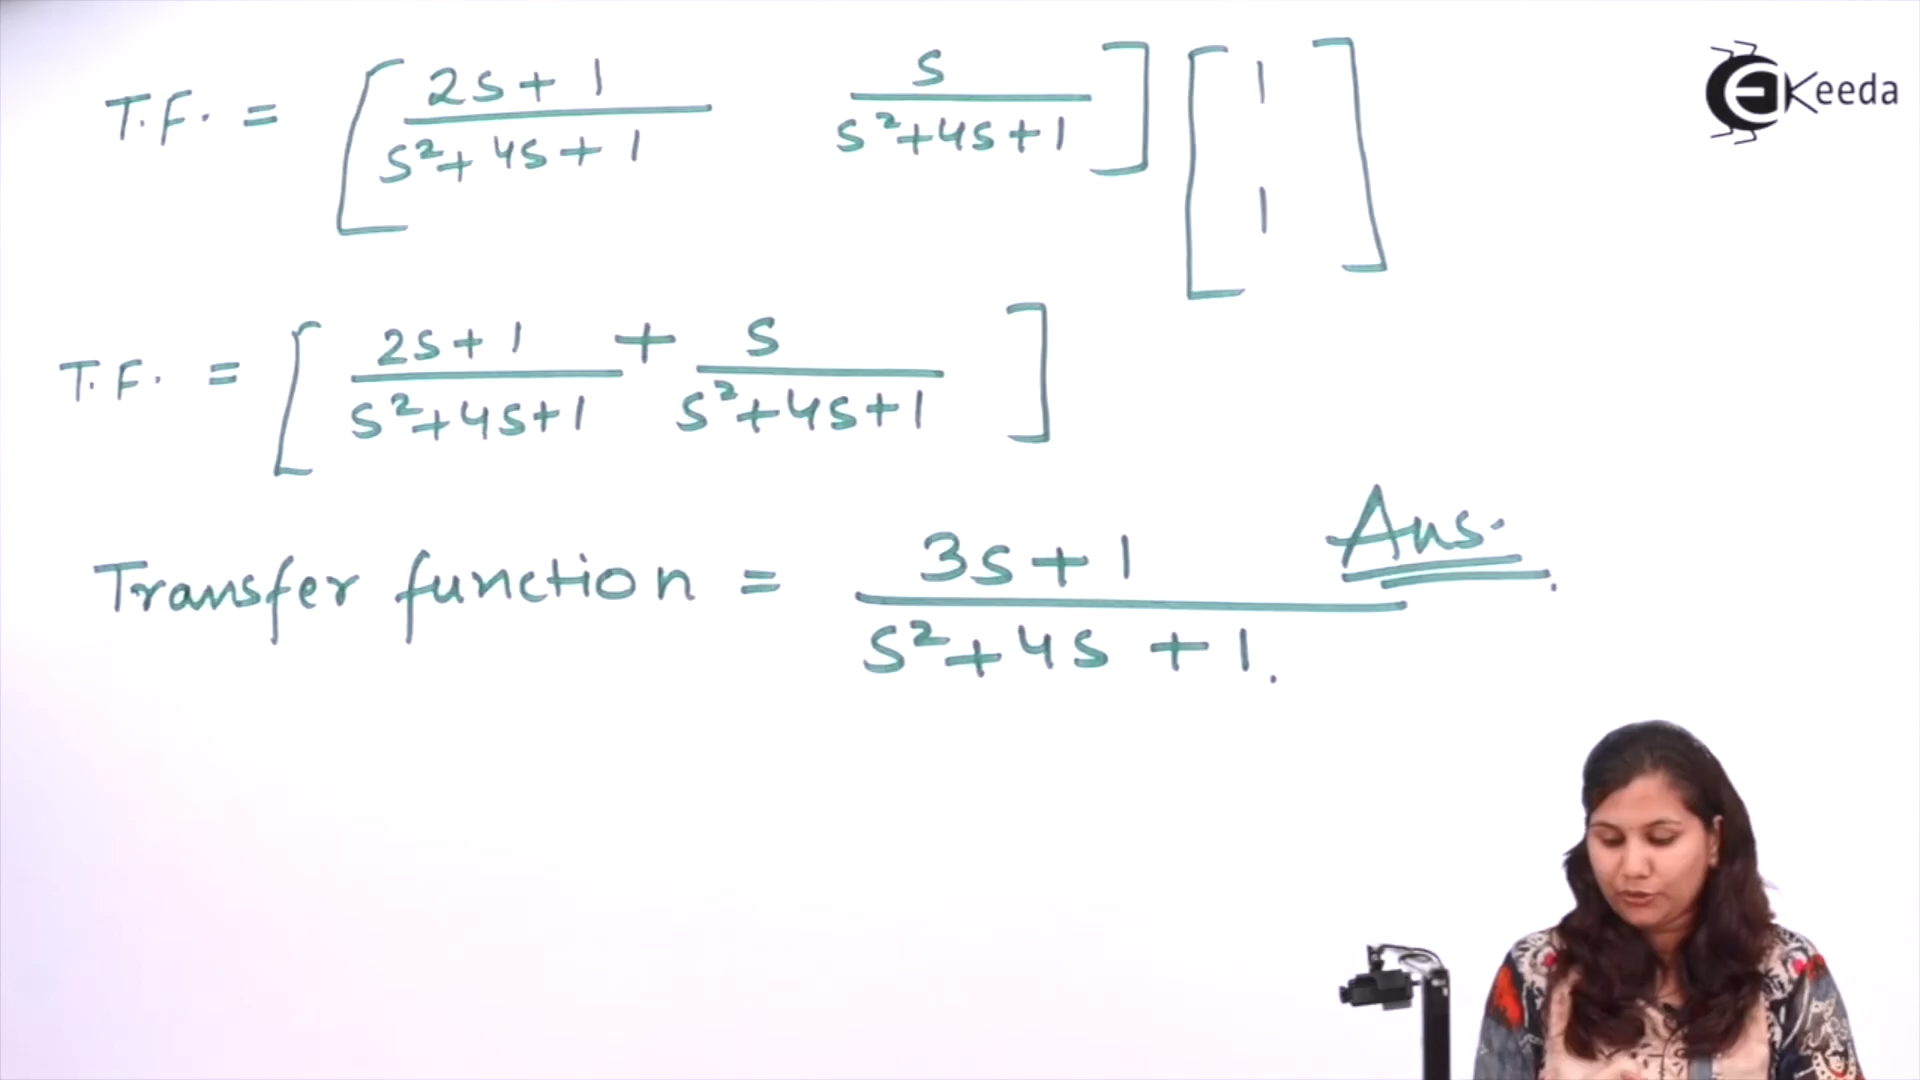 T.F. = [ 2s+1 / s²+4s+1   s / s²+4s+1 ] [ 1 1 ]
EKeeda
T.F. = [ 2s+1 / s²+4s+1 + s / s²+4s+1 ]
Transfer function = 3s+1 / s²+4s+1. Ans.